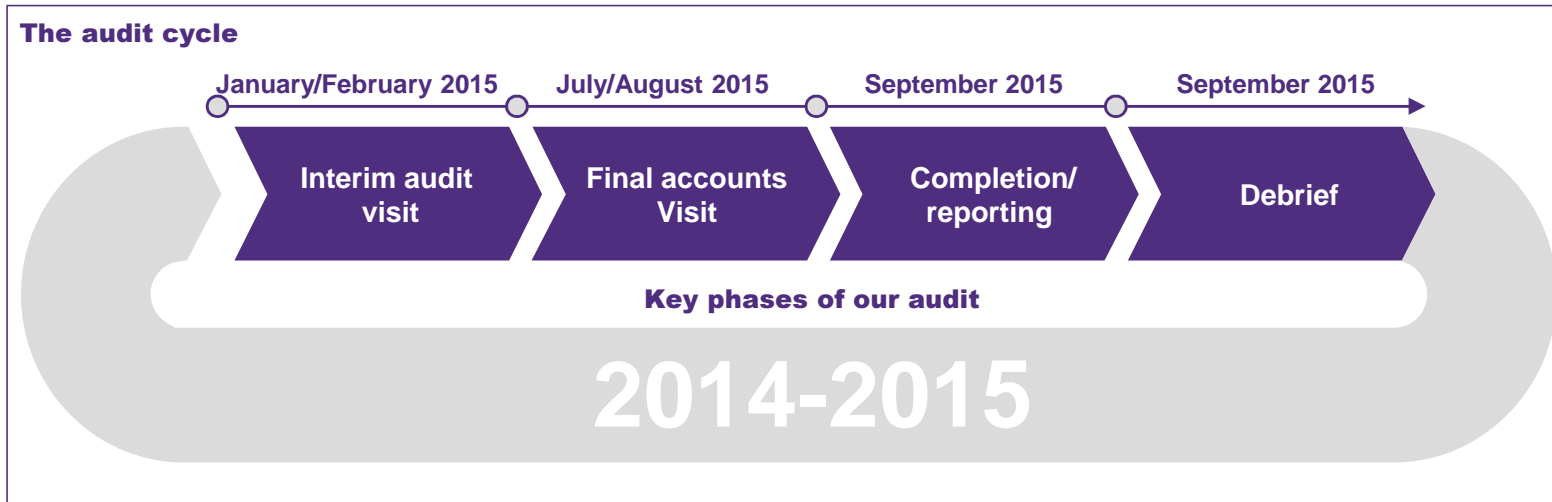 The audit cycle
January/February 2015
July/August 2015
September 2015
September 2015
Interim audit
visit
Final accounts
Visit
Completion/
reporting
Debrief
Key phases of our audit
2014-2015